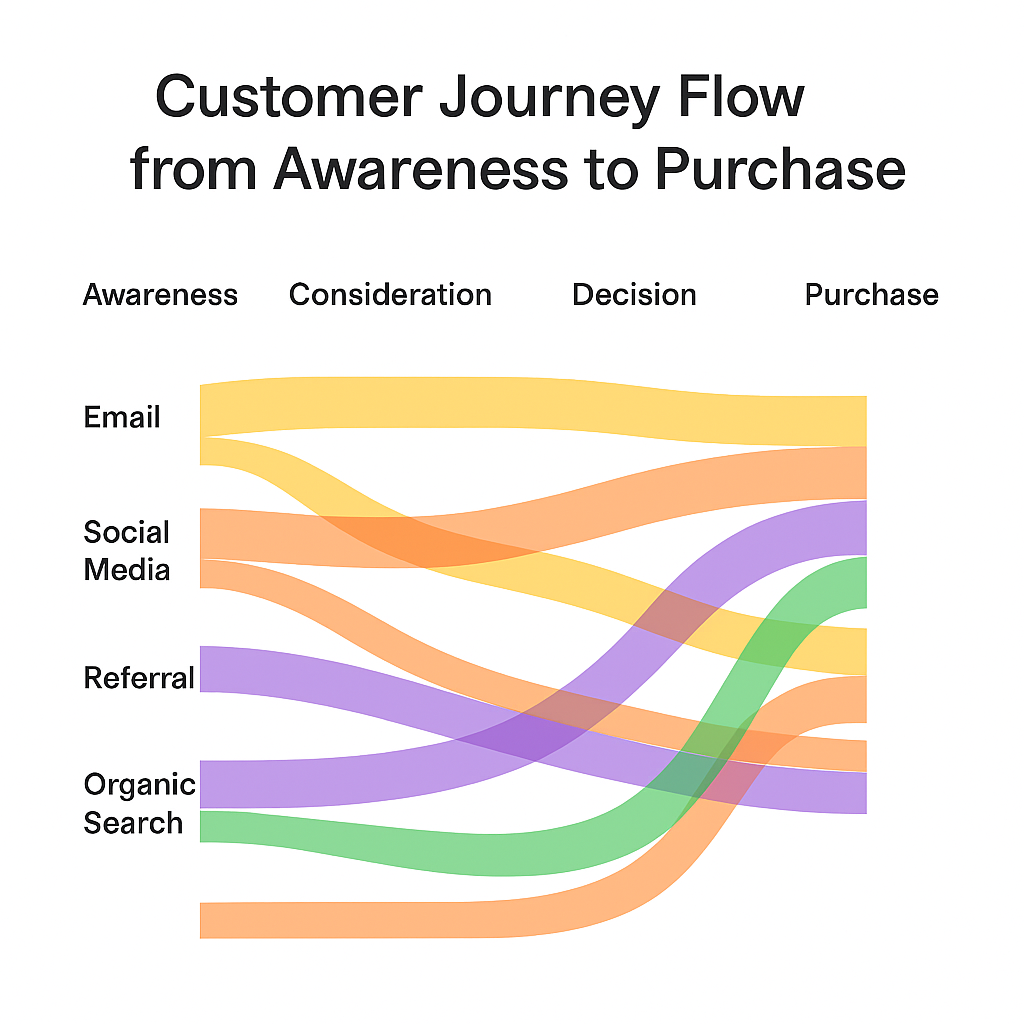 Customer Journey Flow
from Awareness to Purchase
Awareness Consideration Decision Purchase
Email
Social
Media
Referral
Organic
Search